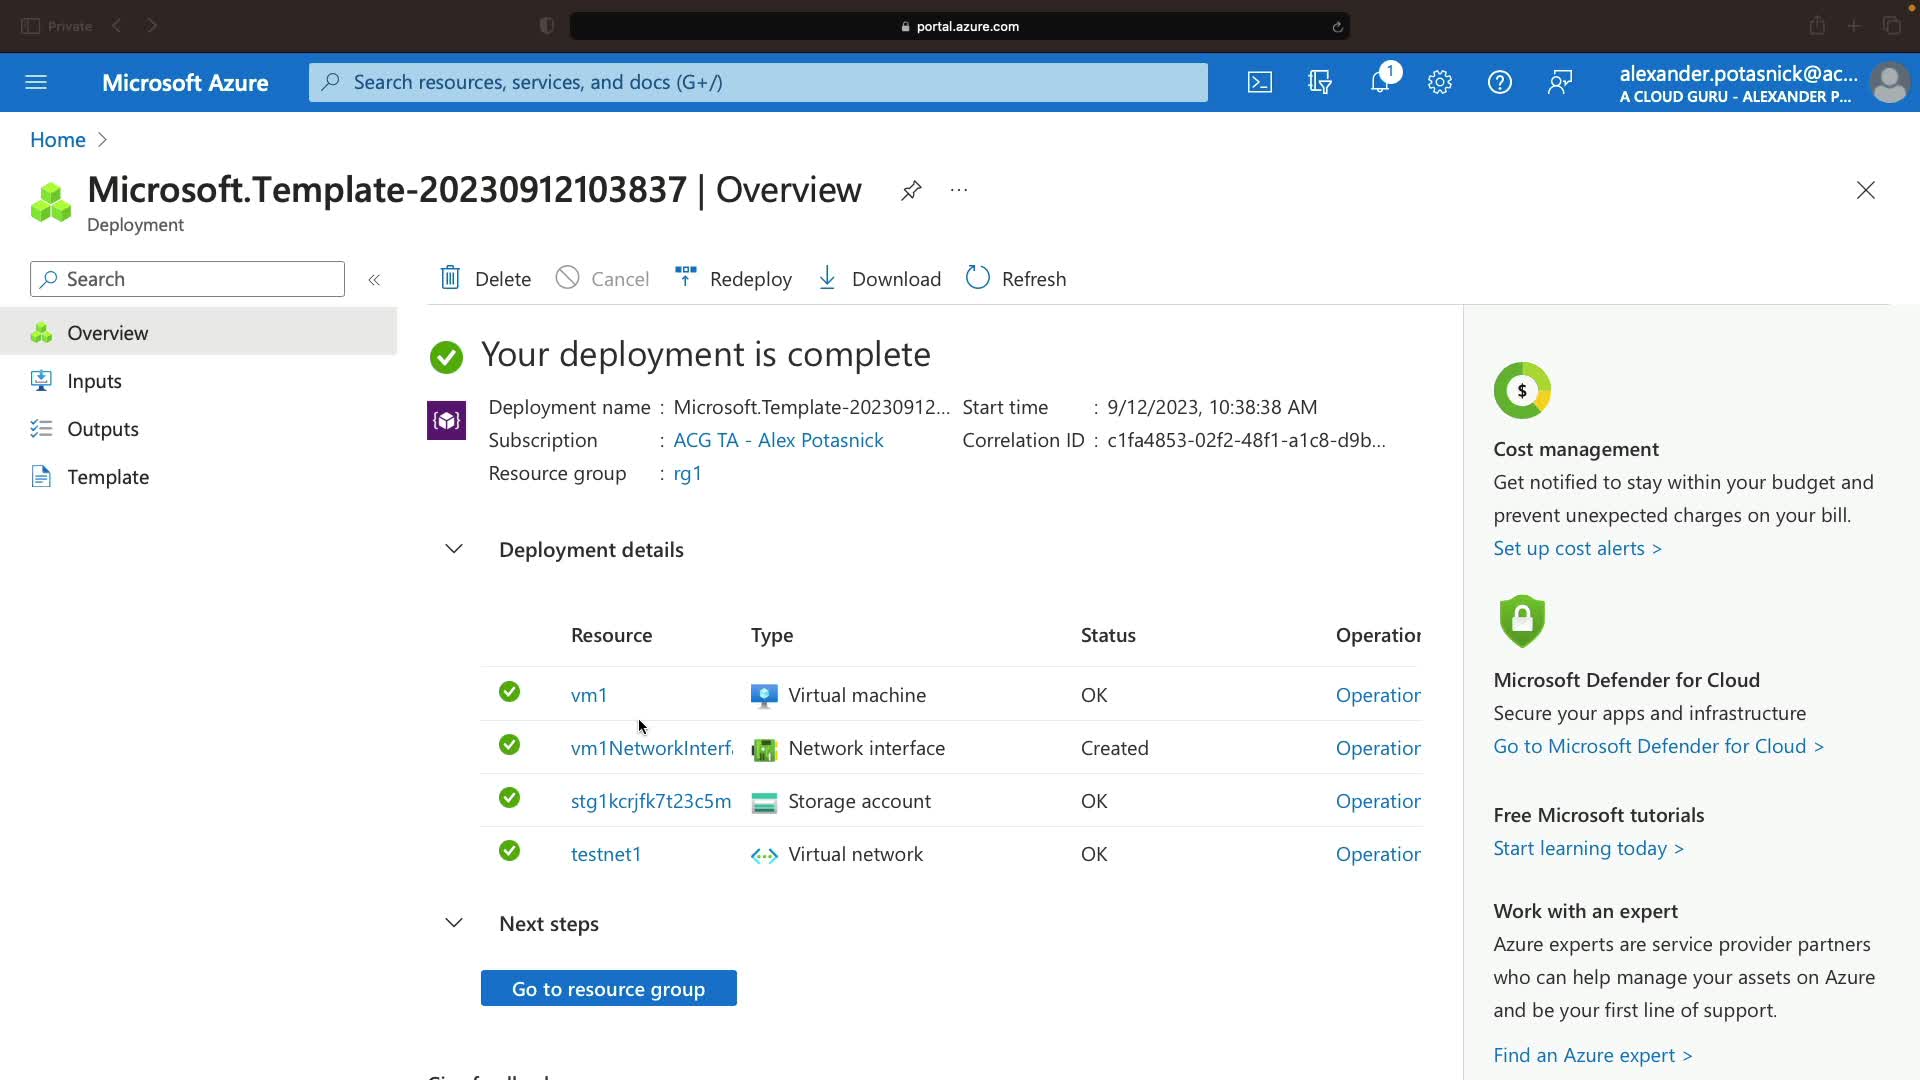 Private
portal.azure.com
Microsoft Azure
Search resources, services, and docs (G+/)
1
alexander.potasnick@ac...
A CLOUD GURU - ALEXANDER P...
Home
Microsoft.Template-20230912103837 | Overview
Deployment
Search
Delete
Cancel
Redeploy
Download
Refresh
Overview
Inputs
Outputs
Template
Your deployment is complete
Deployment name : Microsoft.Template-20230912...
Start time : 9/12/2023, 10:38:38 AM
Subscription : ACG TA - Alex Potasnick
Correlation ID : c1fa4853-02f2-48f1-a1c8-d9b...
Resource group : rg1
Deployment details
Resource Type Status Operation
vm1 Virtual machine OK Operation
vm1NetworkInterfa Network interface Created Operation
stg1kcrjfk7t23c5m Storage account OK Operation
testnet1 Virtual network OK Operation
Next steps
Go to resource group
$
Cost management
Get notified to stay within your budget and
prevent unexpected charges on your bill.
Set up cost alerts >
Microsoft Defender for Cloud
Secure your apps and infrastructure
Go to Microsoft Defender for Cloud >
Free Microsoft tutorials
Start learning today >
Work with an expert
Azure experts are service provider partners
who can help manage your assets on Azure
and be your first line of support.
Find an Azure expert >